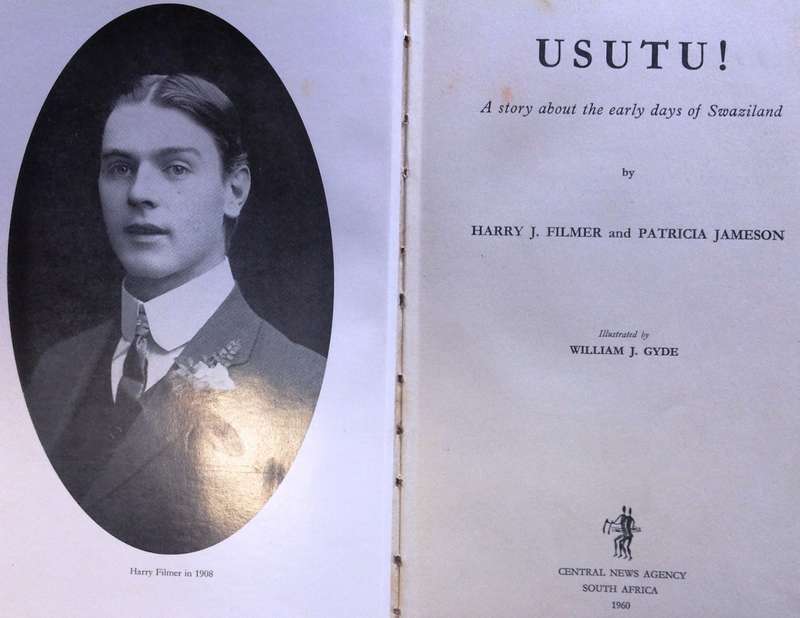 Harry Filmer in 1908
USUTU!
A story about the early days of Swaziland
by
HARRY J. FILMER and PATRICIA JAMESON
Illustrated by
WILLIAM J. GYDE
CENTRAL NEWS AGENCY
SOUTH AFRICA
1960